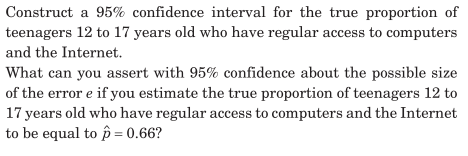 Construct a 95% confidence interval for the true proportion of
teenagers 12 to 17 years old who have regular access to computers
and the Internet.
What can you assert with 95% confidence about the possible size
of the error e if you estimate the true proportion of teenagers 12 to
17 years old who have regular access to computers and the Internet
to be equal to p̂ = 0.66?